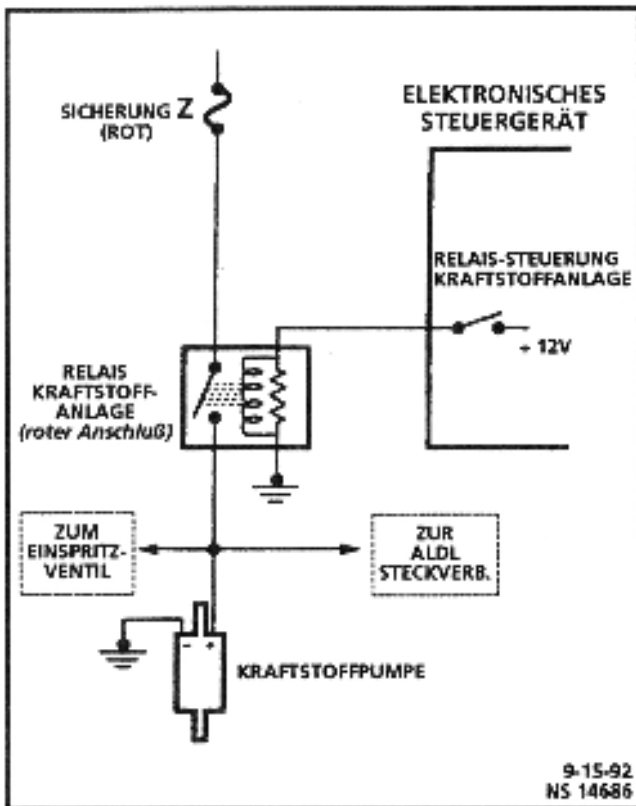 SICHERUNG Z
(ROT)
ELEKTRONISCHES
STEUERGERÄT
RELAIS-STEUERUNG
KRAFTSTOFFANLAGE
+ 12V
RELAIS
KRAFTSTOFF-
ANLAGE
(roter Anschluß)
ZUM
EINSPRITZ-
VENTIL
ZUR
ALDL
STECKVERB.
- +
KRAFTSTOFFPUMPE
9-15-92
NS 14686